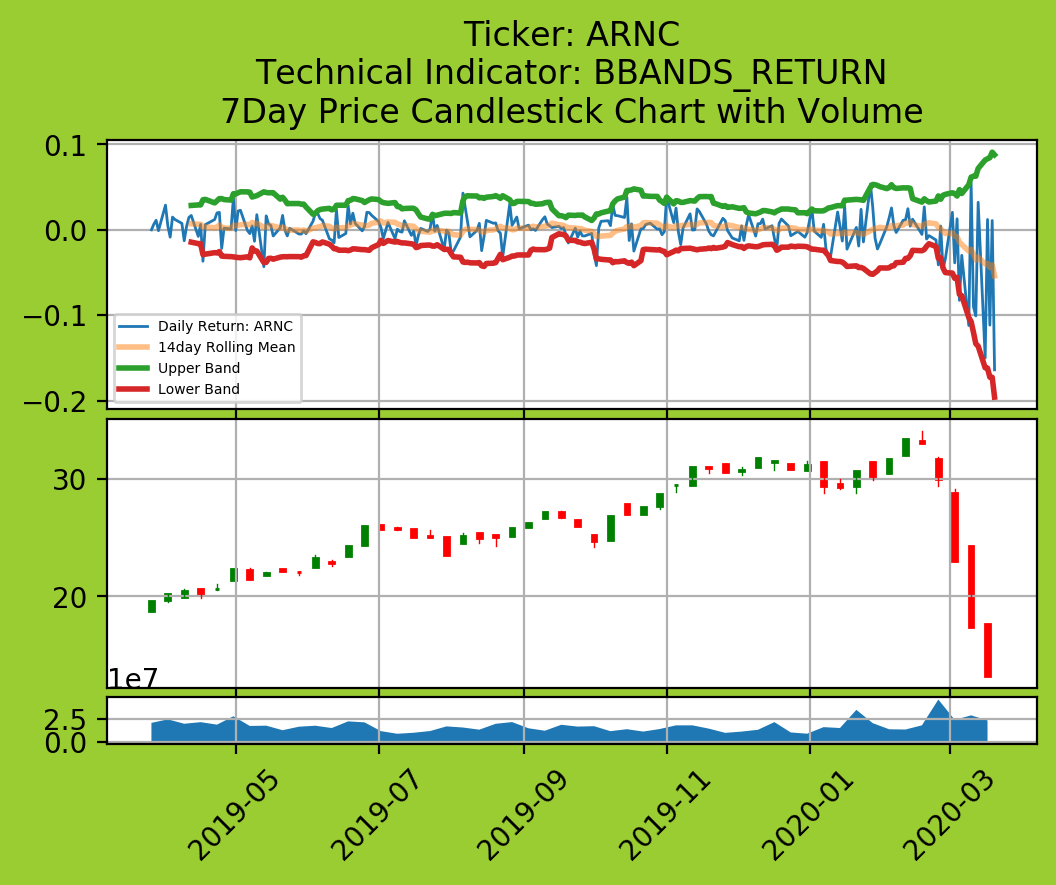 Ticker: ARNC
Technical Indicator: BBANDS_RETURN
7Day Price Candlestick Chart with Volume
0.1
0.0
−0.1
−0.2
Daily Return: ARNC
14day Rolling Mean
Upper Band
Lower Band
30
20
1e7
2.5
0.0
2019-05
2019-07
2019-09
2019-11
2020-01
2020-03